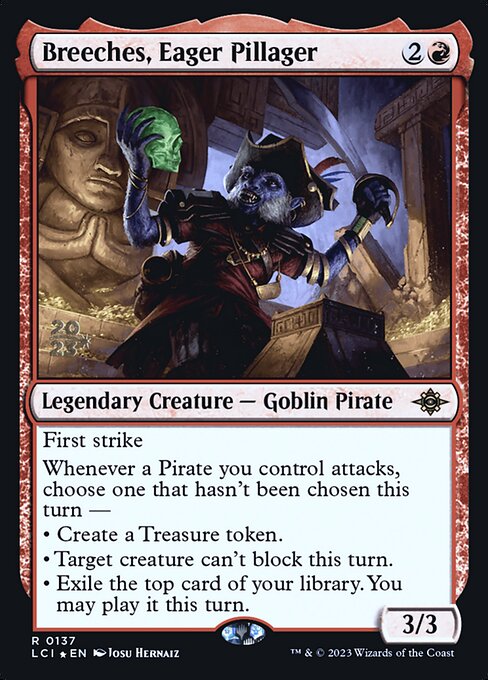 Breeches, Eager Pillager 2
20
23
Legendary Creature — Goblin Pirate
First strike
Whenever a Pirate you control attacks,
choose one that hasn't been chosen this
turn —
• Create a Treasure token.
• Target creature can't block this turn.
• Exile the top card of your library. You
may play it this turn.
3/3
R 0137
LCI ★ EN Josu Hernaiz
™ & © 2023 Wizards of the Coast